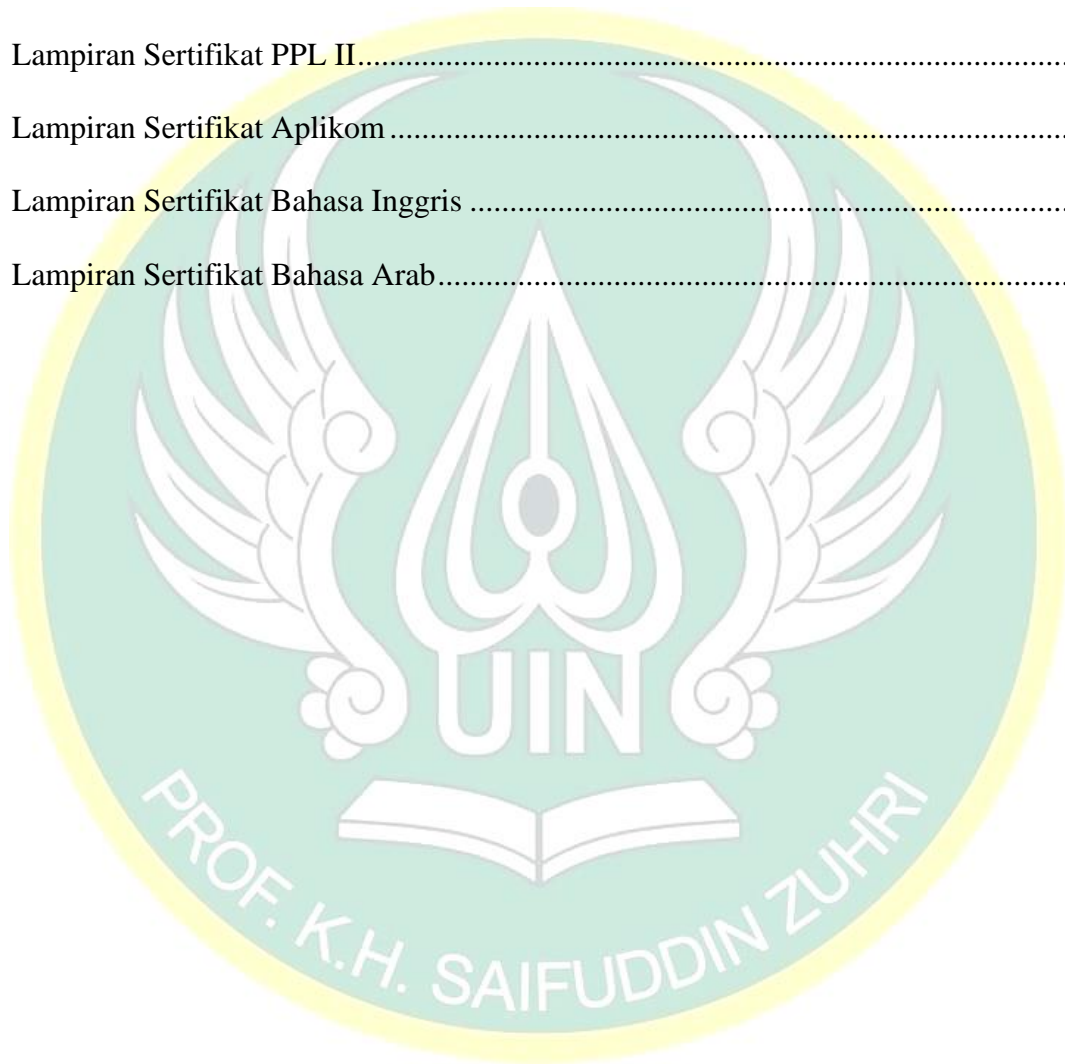 Lampiran Sertifikat PPL II..........................................................................................
Lampiran Sertifikat Aplikom.....................................................................................
Lampiran Sertifikat Bahasa Inggris ...........................................................................
Lampiran Sertifikat Bahasa Arab...............................................................................
UIN
PROF. K.H. SAIFUDDIN ZUHRI